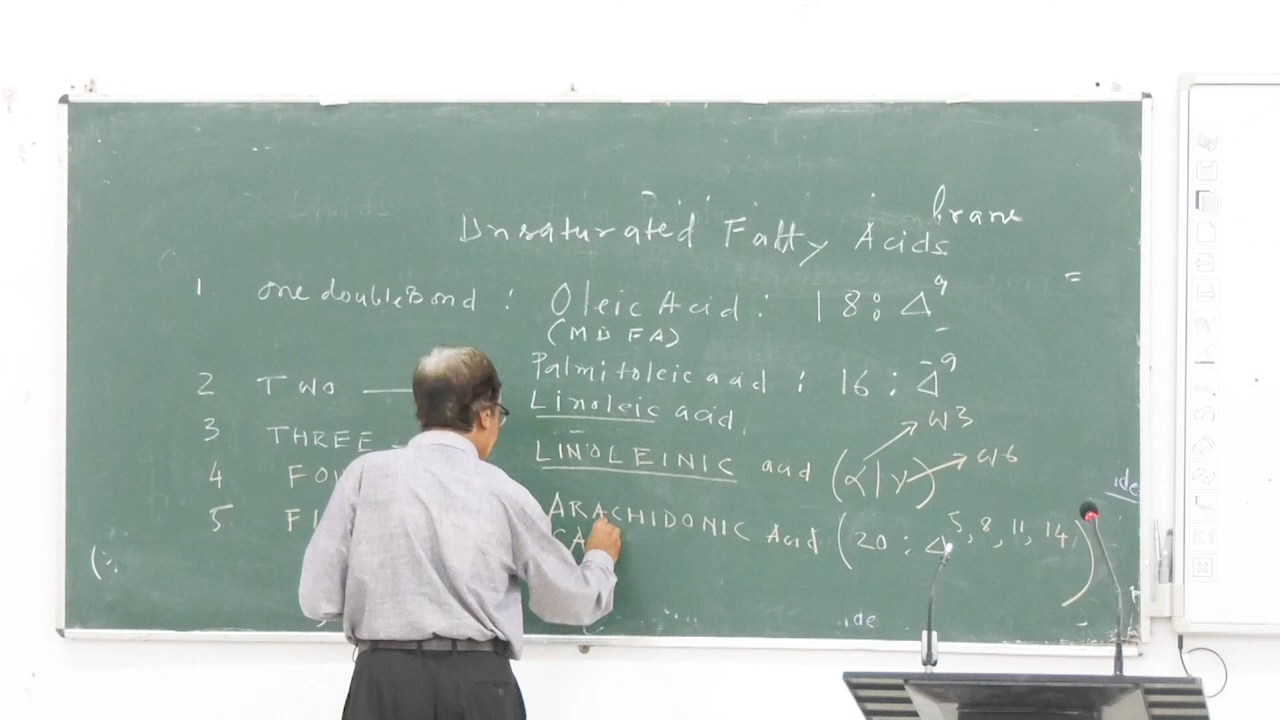 trans
Unsaturated Fatty Acids
1 one double Bond : Oleic Acid : 18 : Δ⁹
(MUFA)
Palmitoleic acid : 16 : Δ⁹
2 TWO — Linoleic acid
3 THREE — LINOLEINIC acid (α/γ) → ω3 → ω6
4 FO ARACHIDONIC Acid (20 : Δ 5, 8, 11, 14)
5 FI
ide
ide